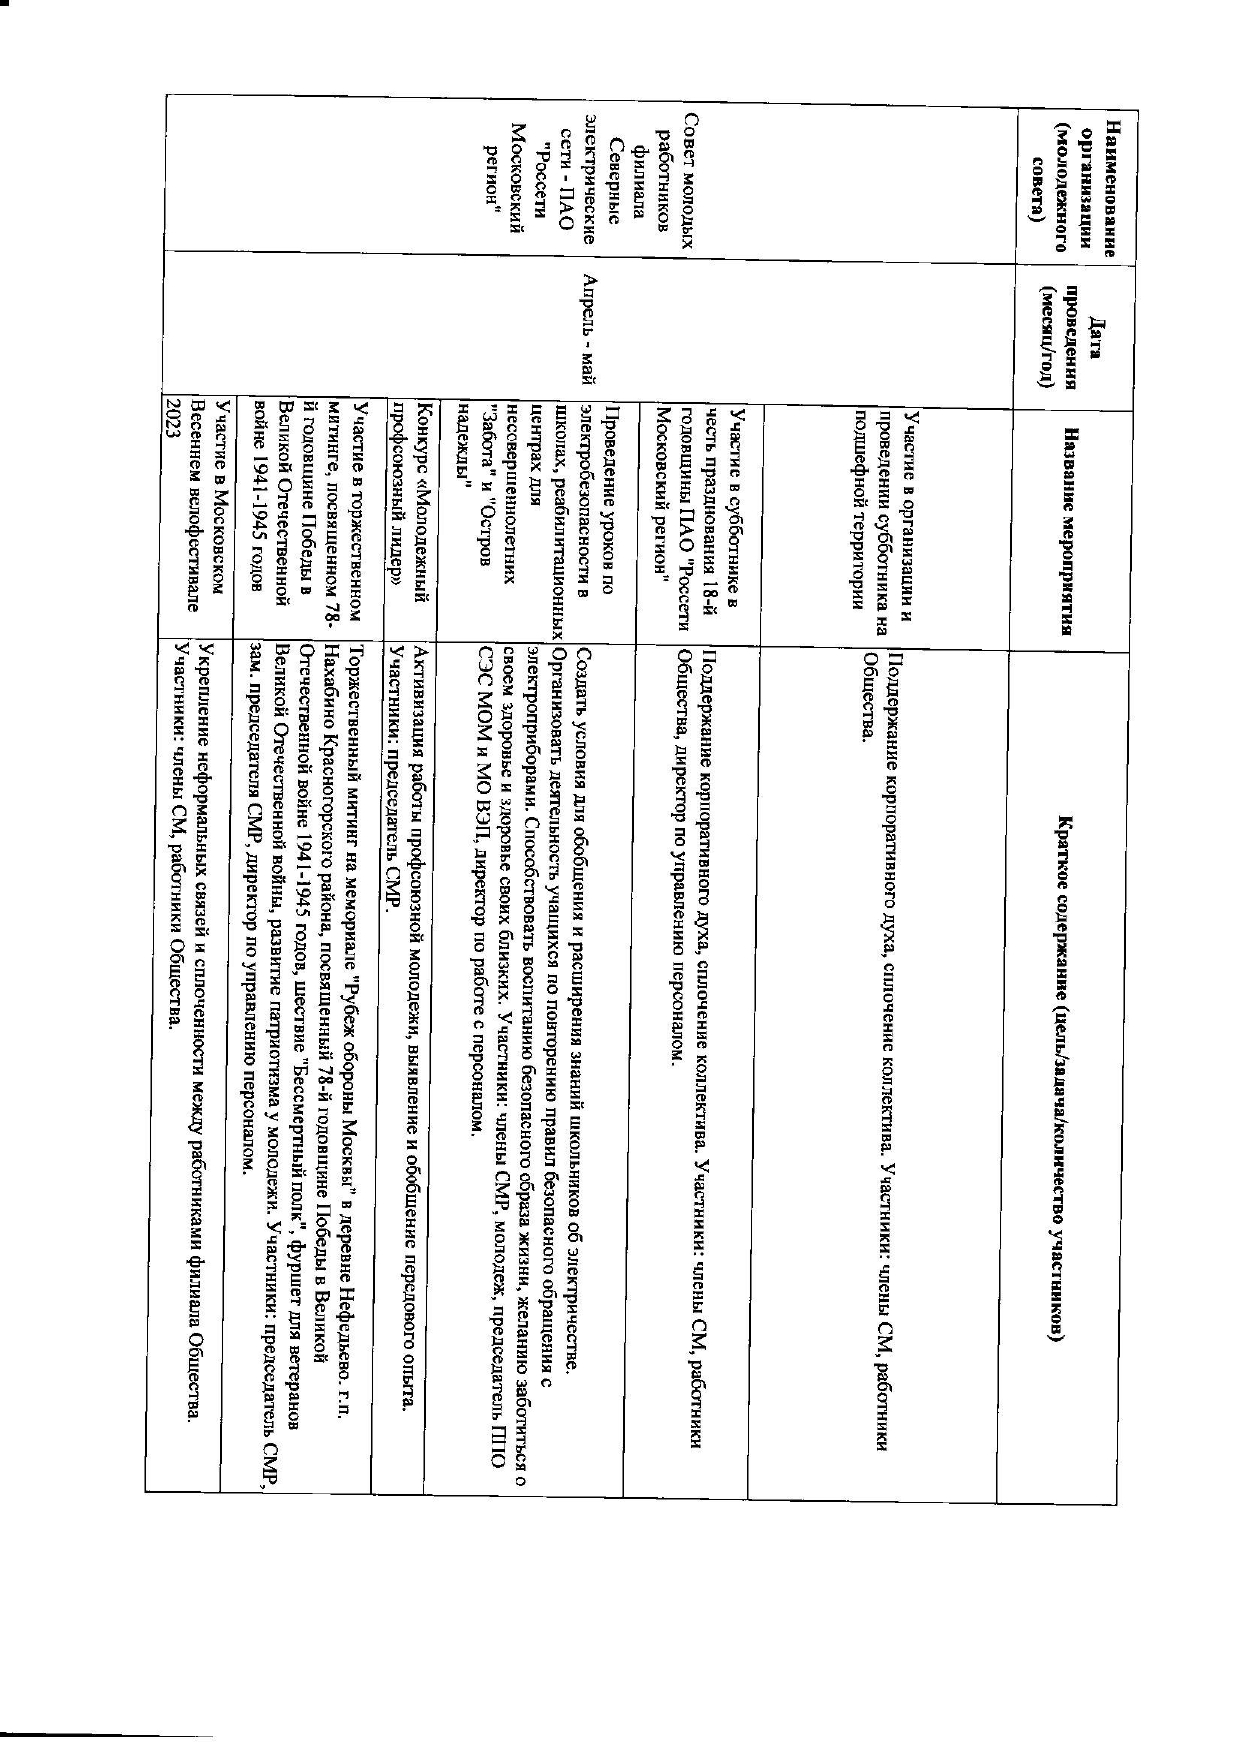 Наименование
организации
(молодежного
совета)
Дата
проведения
(месяц/год)
Название мероприятия
Краткое содержание (цель/задача/количество участников)
Совет молодых
работников
филиала
Северные
электрические
сети - ПАО
"Россети
Московский
регион"
Апрель - май
Участие в организации и
проведении субботника на
подшефной территории
Поддержание корпоративного духа, сплочение коллектива. Участники: члены СМ, работники
Общества.
Участие в субботнике в
честь празднования 18-й
годовщины ПАО "Россети
Московский регион"
Поддержание корпоративного духа, сплочение коллектива. Участники: члены СМ, работники
Общества, директор по управлению персоналом.
Проведение уроков по
электробезопасности в
школах, реабилитационных
центрах для
несовершеннолетних
"Забота" и "Остров
надежды"
Создать условия для обобщения и расширения знаний школьников об электричестве.
Организовать деятельность учащихся по повторению правил безопасного обращения с
электроприборами. Способствовать воспитанию безопасного образа жизни, желанию заботиться о
своем здоровье и здоровье своих близких. Участники: члены СМР, молодеж, председатель ППО
СЭС МОМ и МО ВЭП, директор по работе с персоналом.
Конкурс «Молодежный
профсоюзный лидер»
Активизация работы профсоюзной молодежи, выявление и обобщение передового опыта.
Участники: председатель СМР.
Участие в торжественном
митинге, посвященном 78-
й годовщине Победы в
Великой Отечественной
войне 1941-1945 годов
Торжественный митинг на мемориале "Рубеж обороны Москвы" в деревне Нефедьево. г.п.
Нахабино Красногорского района, посвященный 78-й годовщине Победы в Великой
Отечественной войне 1941-1945 годов, шествие "Бессмертный полк", фуршет для ветеранов
Великой Отечественной войны, развитие патриотизма у молодежи. Участники: председатель СМР,
зам. председателя СМР, директор по управлению персоналом.
Участие в Московском
Весеннем велофестивале
2023
Укрепление неформальных связей и сплоченности между работниками филиала Общества.
Участники: члены СМ, работники Общества.